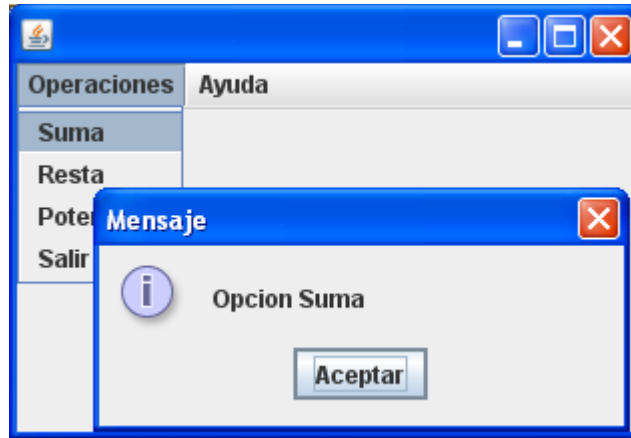 Operaciones Ayuda
Suma
Resta
Salir
Mensaje
Opcion Suma
Aceptar